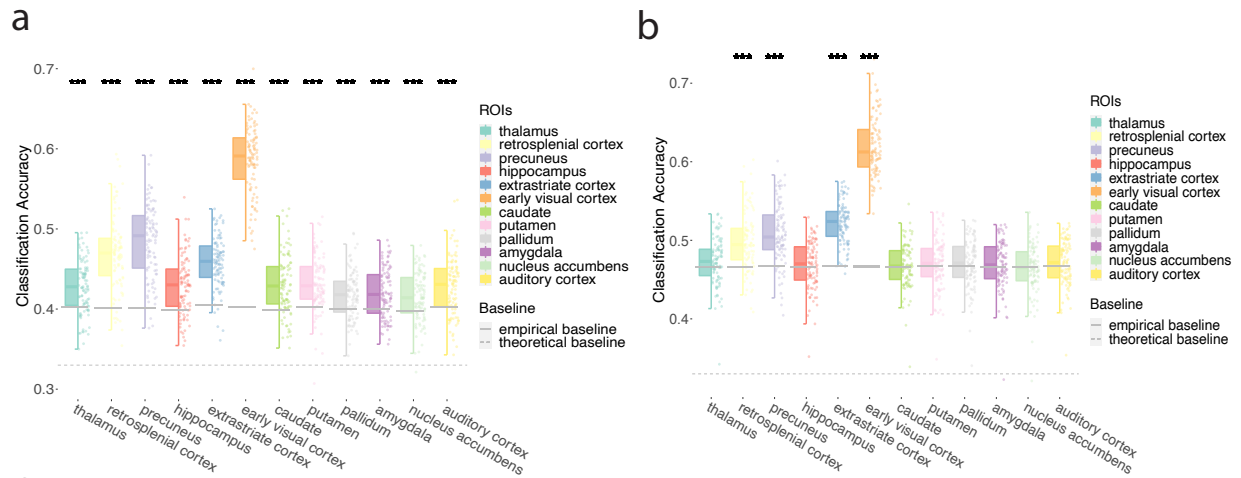 a
0.7
0.6
0.5
0.4
0.3
Classification Accuracy
*** *** *** *** *** *** *** *** *** *** *** ***
thalamus
retrosplenial cortex
precuneus
hippocampus
extrastriate cortex
early visual cortex
caudate
putamen
pallidum
amygdala
nucleus accumbens
auditory cortex
ROIs
thalamus
retrosplenial cortex
precuneus
hippocampus
extrastriate cortex
early visual cortex
caudate
putamen
pallidum
amygdala
nucleus accumbens
auditory cortex
Baseline
empirical baseline
theoretical baseline
b
*** *** *** ***
0.7
0.6
0.5
0.4
Classification Accuracy
thalamus
retrosplenial cortex
precuneus
hippocampus
extrastriate cortex
early visual cortex
caudate
putamen
pallidum
amygdala
nucleus accumbens
auditory cortex
ROIs
thalamus
retrosplenial cortex
precuneus
hippocampus
extrastriate cortex
early visual cortex
caudate
putamen
pallidum
amygdala
nucleus accumbens
auditory cortex
Baseline
empirical baseline
theoretical baseline